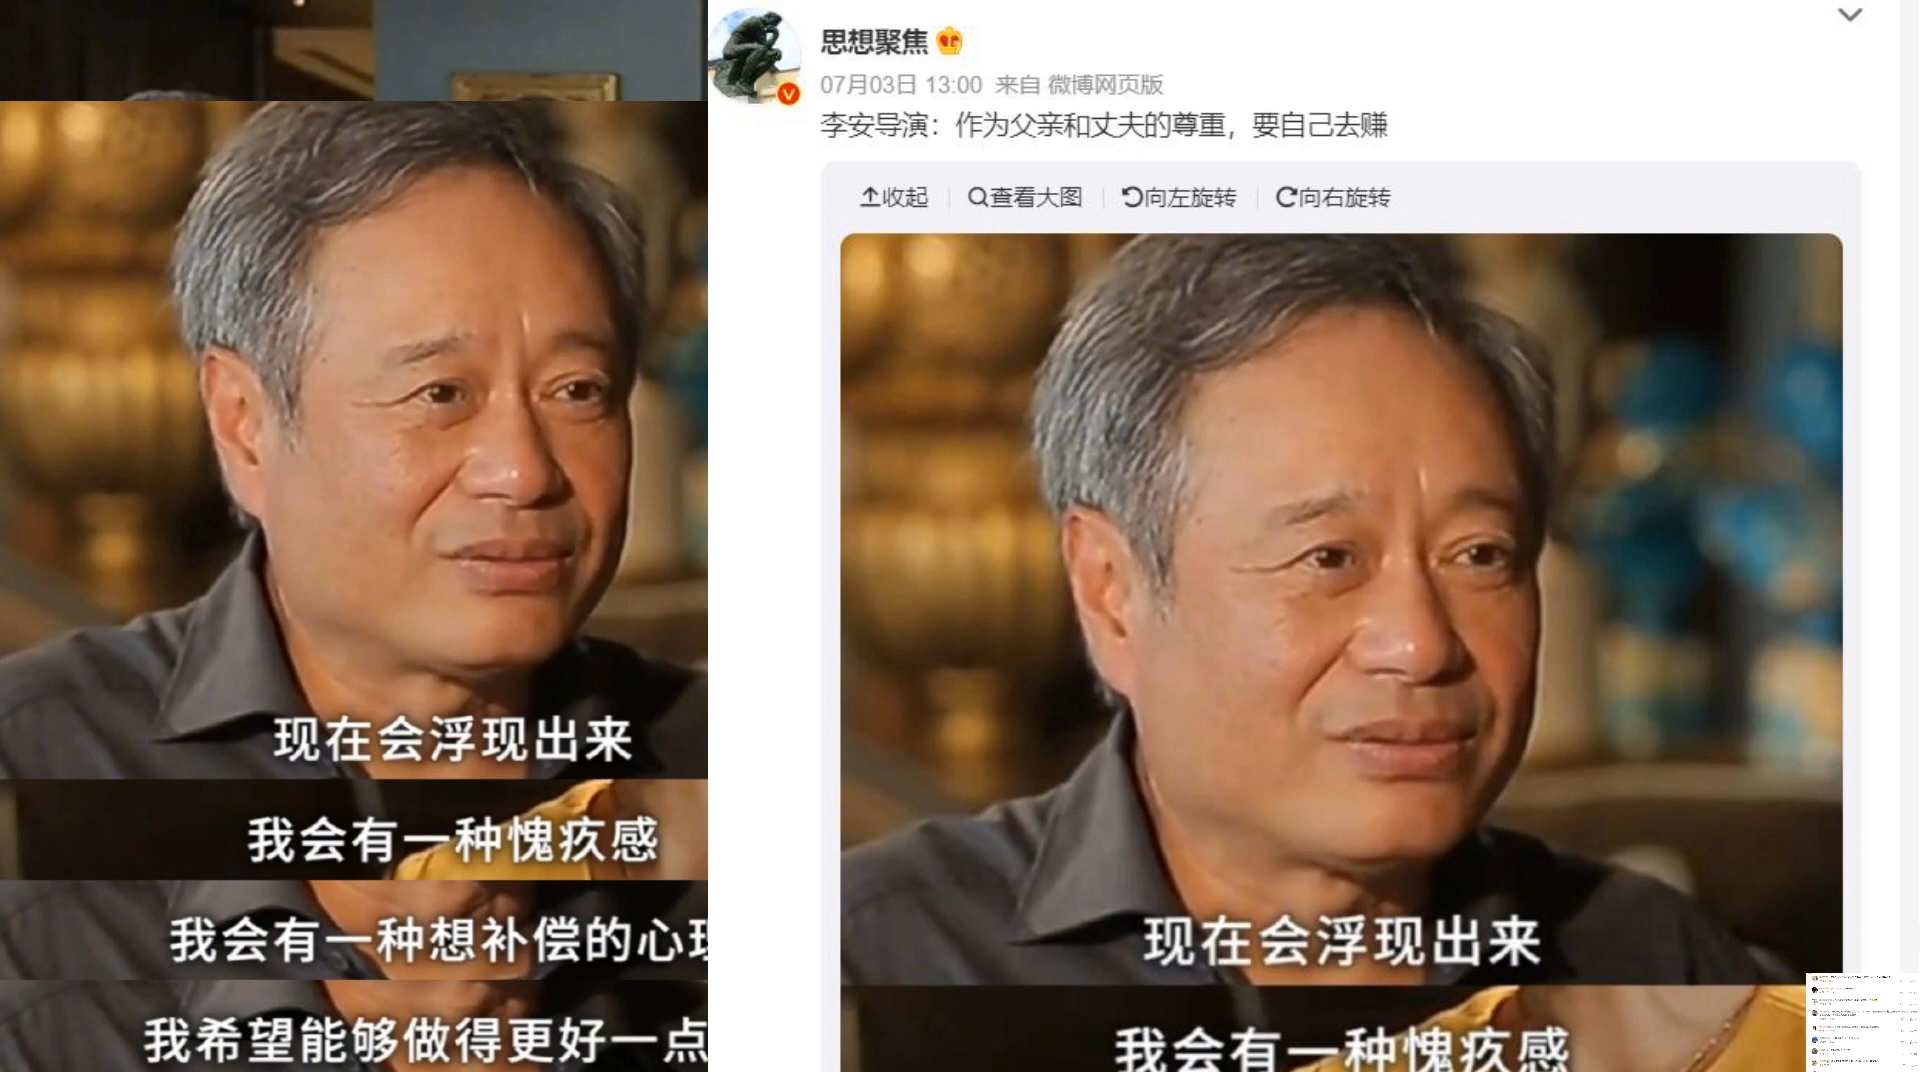 现在会浮现出来
我会有一种愧疚感
我会有一种想补偿的心理
我希望能够做得更好一点
思想聚焦
07月03日 13:00 来自 微博网页版
李安导演：作为父亲和丈夫的尊重，要自己去赚
收起 查看大图 向左旋转 向右旋转
现在会浮现出来
我会有一种愧疚感